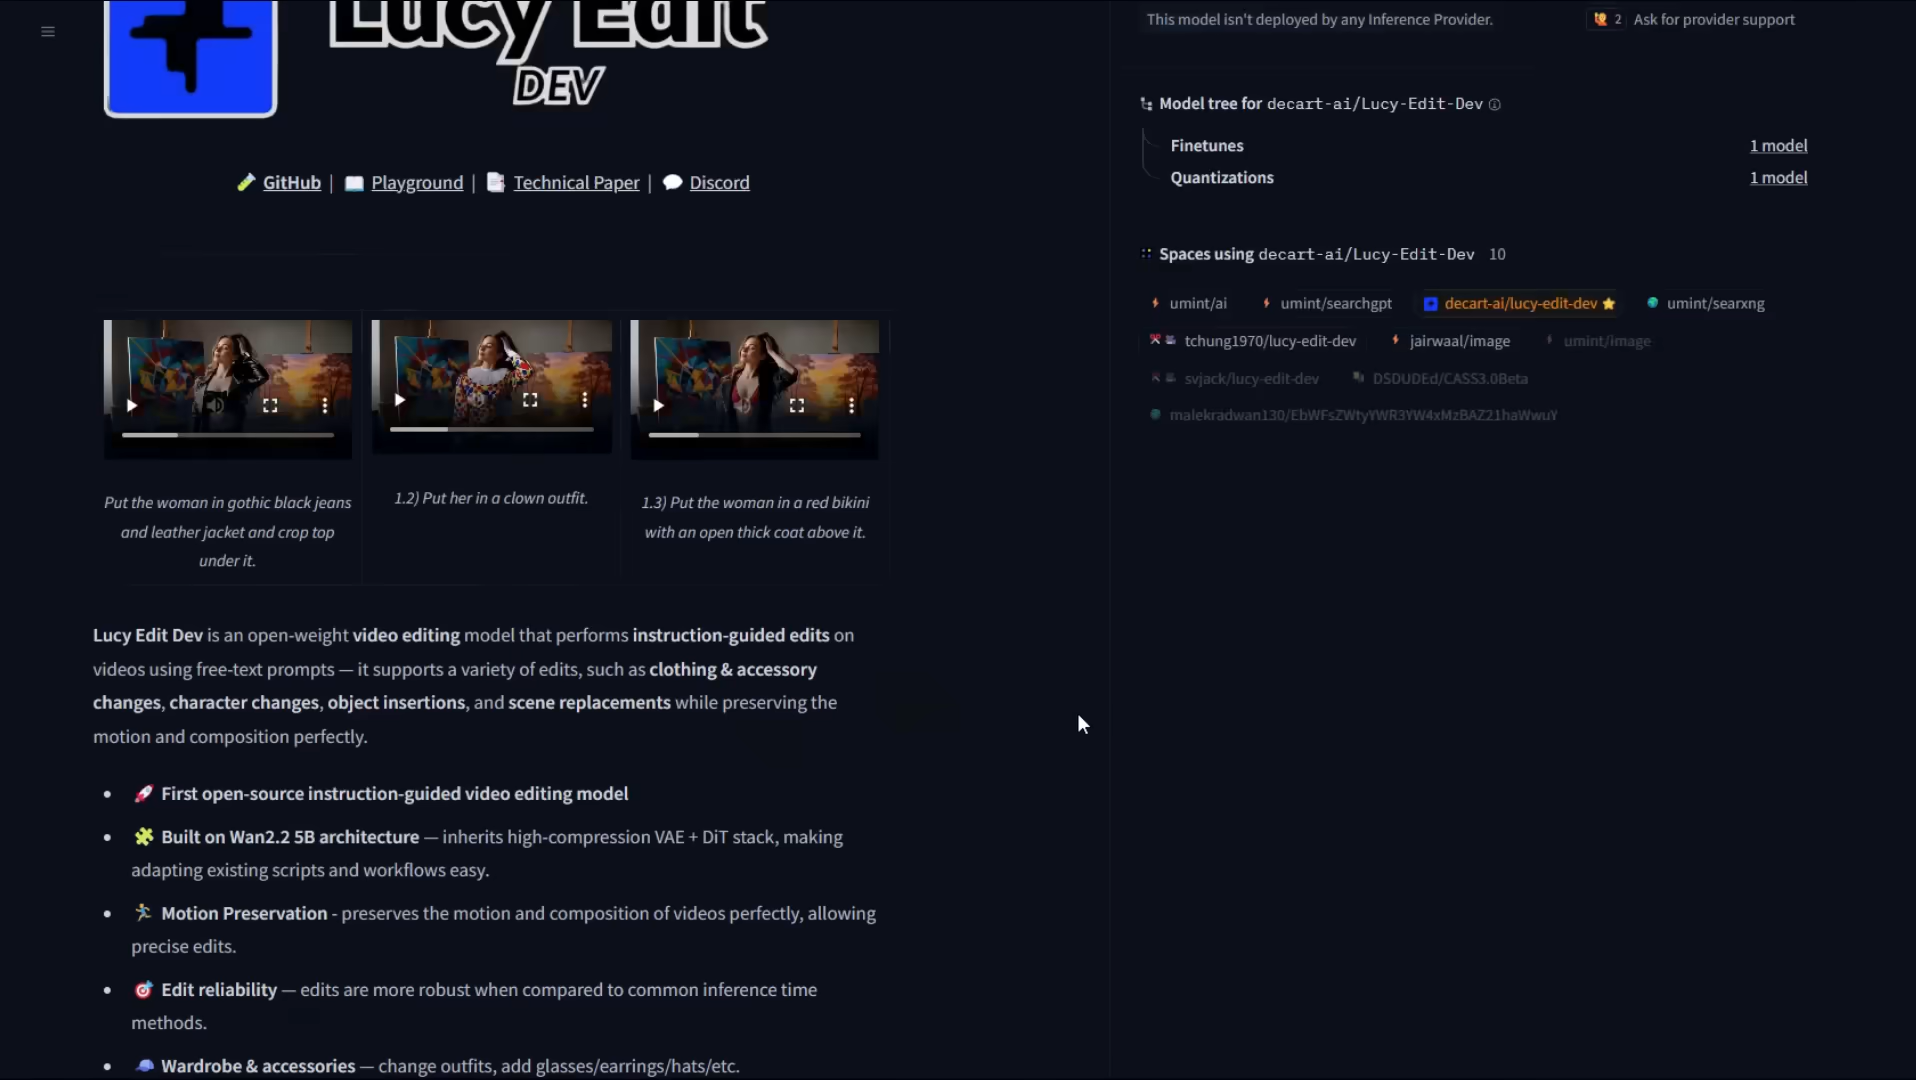 Lucy Edit
DEV
GitHub | Playground | Technical Paper | Discord
Put the woman in gothic black jeans
and leather jacket and crop top
under it.
1.2) Put her in a clown outfit.
1.3) Put the woman in a red bikini
with an open thick coat above it.
Lucy Edit Dev is an open-weight video editing model that performs instruction-guided edits on
videos using free-text prompts — it supports a variety of edits, such as clothing & accessory
changes, character changes, object insertions, and scene replacements while preserving the
motion and composition perfectly.
• 🚀 First open-source instruction-guided video editing model
• 🧩 Built on Wan2.2 5B architecture — inherits high-compression VAE + DiT stack, making
adapting existing scripts and workflows easy.
• 🏃 Motion Preservation - preserves the motion and composition of videos perfectly, allowing
precise edits.
• 🎯 Edit reliability — edits are more robust when compared to common inference time
methods.
• 🧢 Wardrobe & accessories — change outfits, add glasses/earrings/hats/etc.
This model isn't deployed by any Inference Provider.
2 Ask for provider support
Model tree for decart-ai/Lucy-Edit-Dev
Finetunes 1 model
Quantizations 1 model
Spaces using decart-ai/Lucy-Edit-Dev 10
umint/ai umint/searchgpt decart-ai/lucy-edit-dev umint/searxng
tchung1970/lucy-edit-dev jairwaal/image umint/image
svjack/lucy-edit-dev DSDUDEd/CASS3.0Beta
malekradwan130/EbWFsZWtyYWR3YW4xMzBAZ21haWwuY